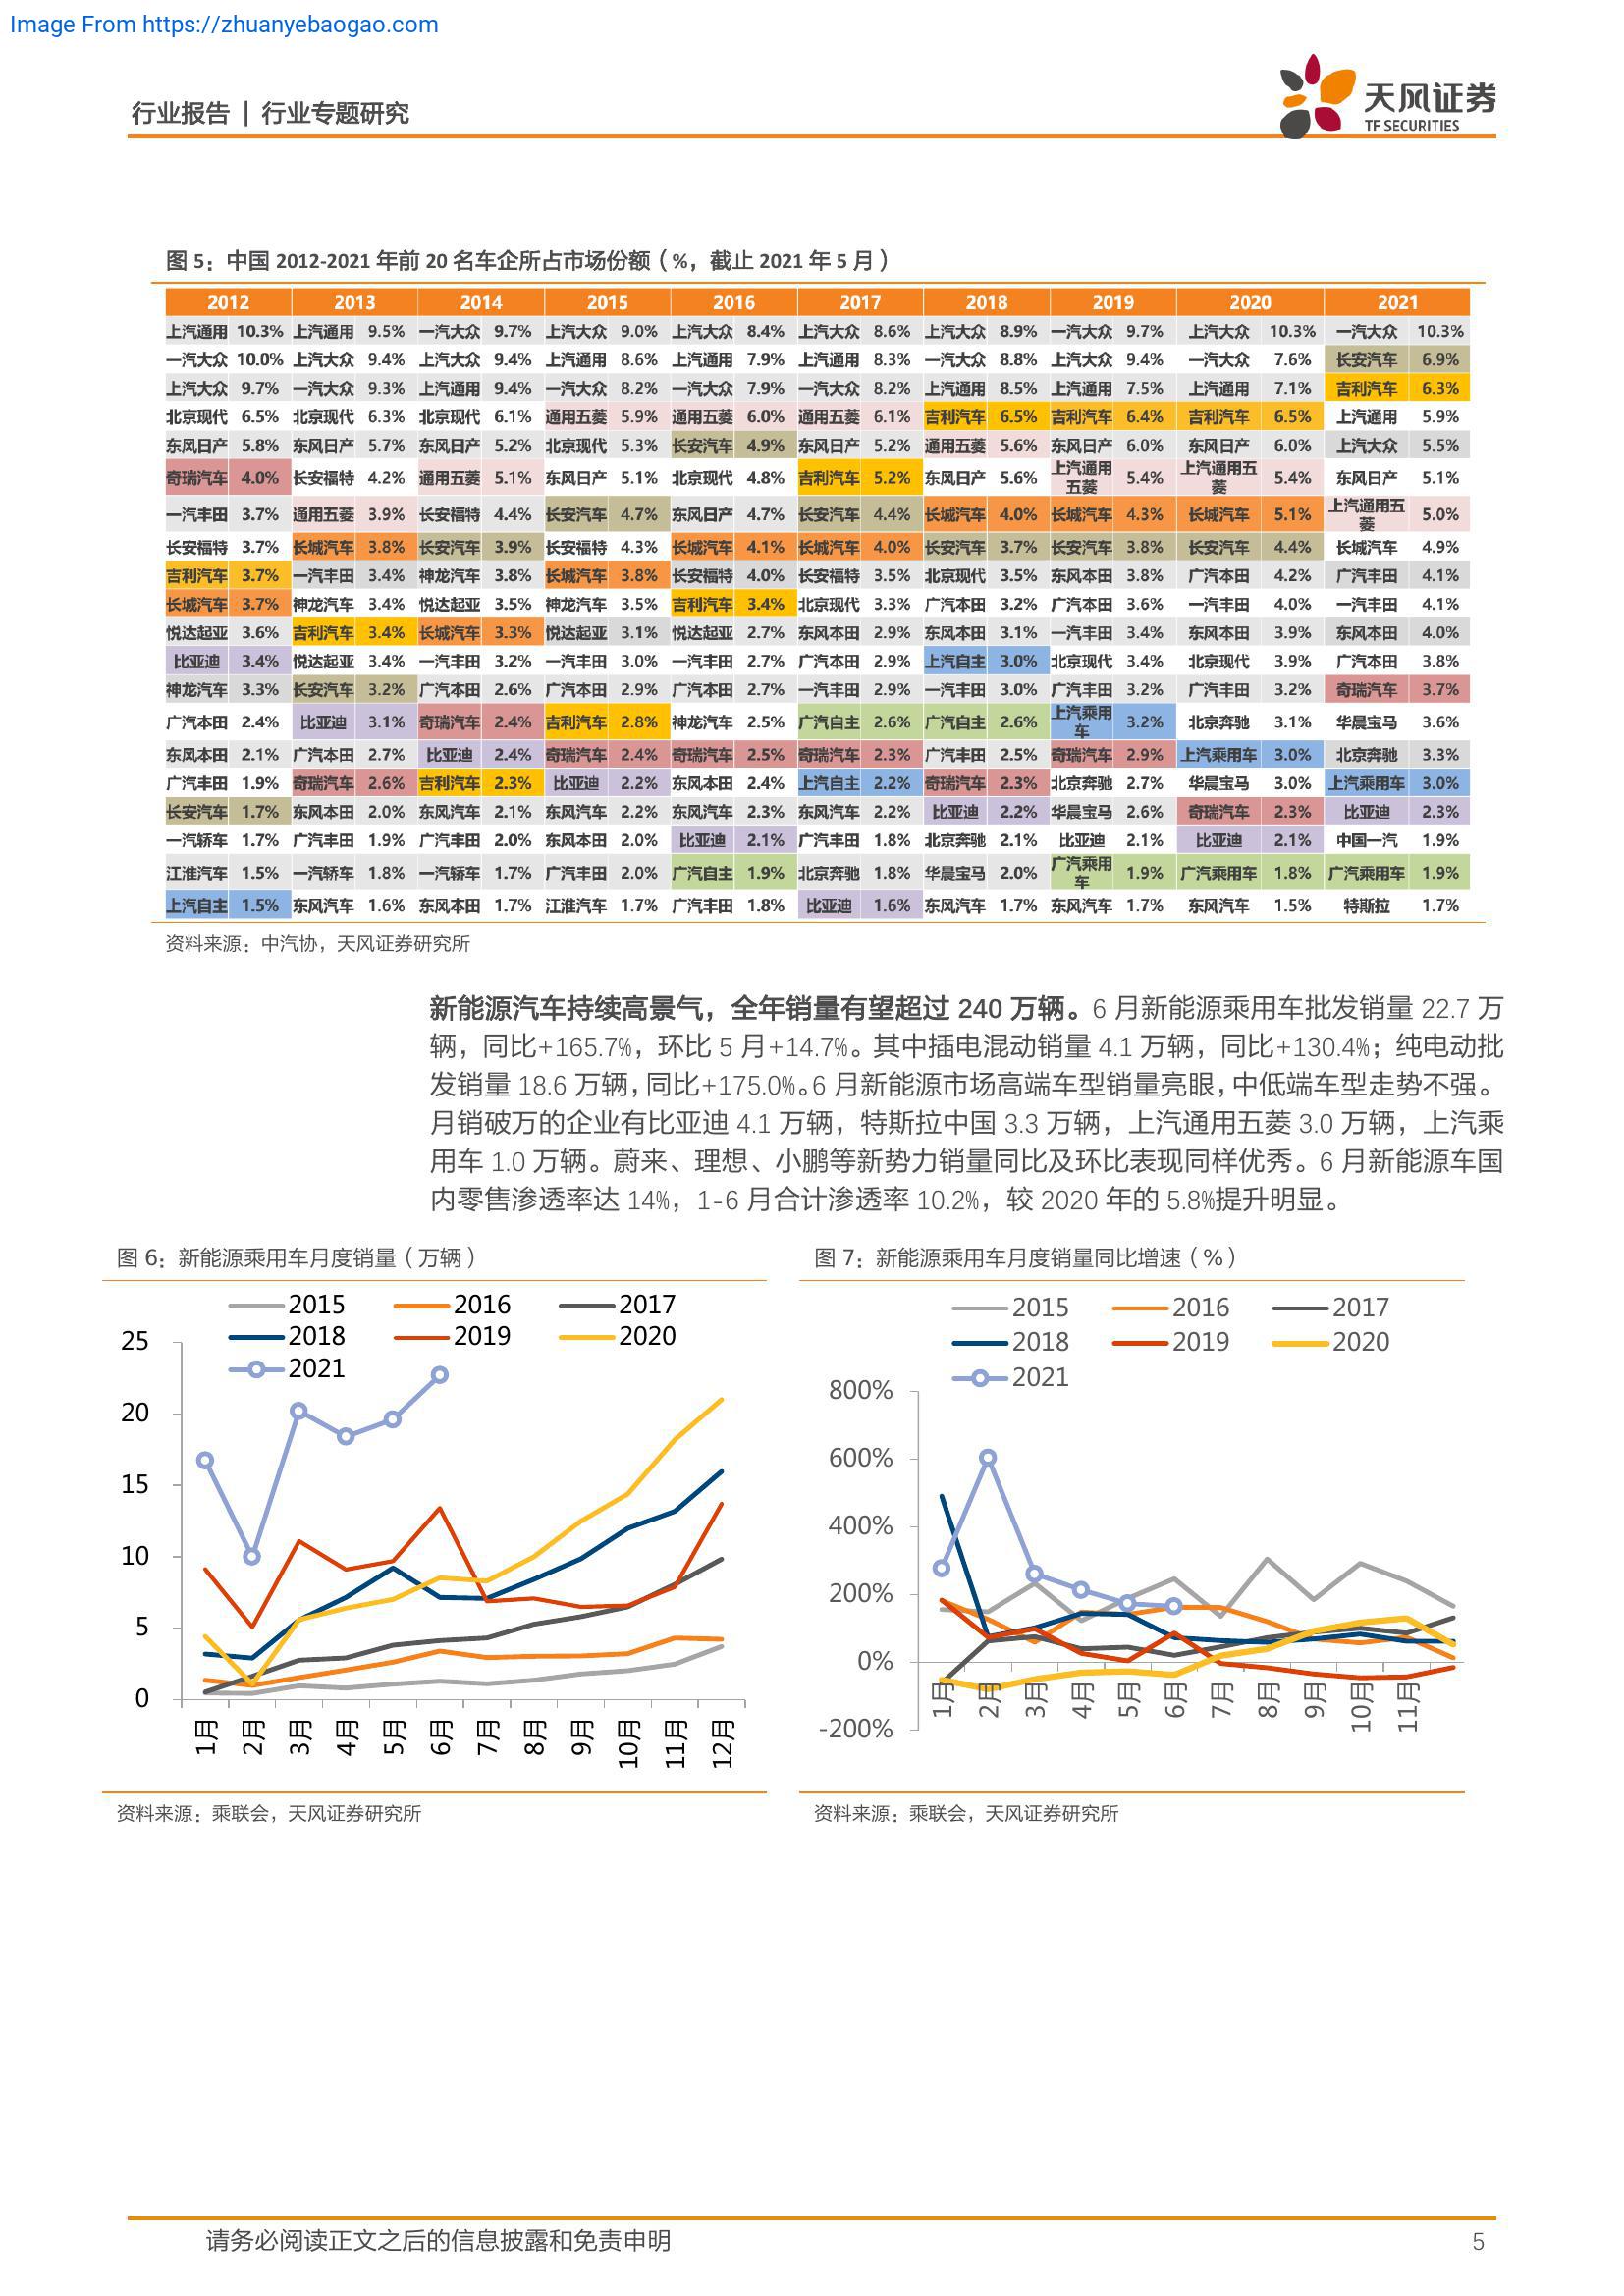 Image From https://zhuanyebaogao.com
行业报告 | 行业专题研究
天风证券
TF SECURITIES
图 5：中国 2012-2021 年前 20 名车企所占市场份额（%，截止 2021 年 5 月）
2012 2013 2014 2015 2016 2017 2018 2019 2020 2021
上汽通用 10.3% 上汽通用 9.5% 一汽大众 9.7% 上汽大众 9.0% 上汽大众 8.4% 上汽大众 8.6% 上汽大众 8.9% 一汽大众 9.7% 上汽大众 10.3% 一汽大众 10.3%
一汽大众 10.0% 上汽大众 9.4% 上汽大众 9.4% 上汽通用 8.6% 上汽通用 7.9% 上汽通用 8.3% 一汽大众 8.8% 上汽大众 9.4% 一汽大众 7.6% 长安汽车 6.9%
上汽大众 9.7% 一汽大众 9.3% 上汽通用 9.4% 一汽大众 8.2% 一汽大众 7.9% 一汽大众 8.2% 上汽通用 8.5% 上汽通用 7.5% 上汽通用 7.1% 吉利汽车 6.3%
北京现代 6.5% 北京现代 6.3% 北京现代 6.1% 通用五菱 5.9% 通用五菱 6.0% 通用五菱 6.1% 吉利汽车 6.5% 吉利汽车 6.4% 吉利汽车 6.5% 上汽通用 5.9%
东风日产 5.8% 东风日产 5.7% 东风日产 5.2% 北京现代 5.3% 长安汽车 4.9% 东风日产 5.2% 通用五菱 5.6% 东风日产 6.0% 东风日产 6.0% 上汽大众 5.5%
奇瑞汽车 4.0% 长安福特 4.2% 通用五菱 5.1% 东风日产 5.1% 北京现代 4.8% 吉利汽车 5.2% 东风日产 5.6% 上汽通用五菱 5.4% 上汽通用五菱 5.4% 东风日产 5.1%
一汽丰田 3.7% 通用五菱 3.9% 长安福特 4.4% 长安汽车 4.7% 东风日产 4.7% 长安汽车 4.4% 长城汽车 4.0% 长城汽车 4.3% 长城汽车 5.1% 上汽通用五菱 5.0%
长安福特 3.7% 长城汽车 3.8% 长安汽车 3.9% 长安福特 4.3% 长城汽车 4.1% 长城汽车 4.0% 长安汽车 3.7% 长安汽车 3.8% 长安汽车 4.4% 长城汽车 4.9%
吉利汽车 3.7% 一汽丰田 3.4% 神龙汽车 3.8% 长城汽车 3.8% 长安福特 4.0% 长安福特 3.5% 北京现代 3.5% 东风本田 3.8% 广汽本田 4.2% 广汽丰田 4.1%
长城汽车 3.7% 神龙汽车 3.4% 悦达起亚 3.5% 神龙汽车 3.5% 吉利汽车 3.4% 北京现代 3.3% 广汽本田 3.2% 广汽本田 3.6% 一汽丰田 4.0% 一汽丰田 4.1%
悦达起亚 3.6% 吉利汽车 3.4% 长城汽车 3.3% 悦达起亚 3.1% 悦达起亚 2.7% 东风本田 2.9% 东风本田 3.1% 一汽丰田 3.4% 东风本田 3.9% 东风本田 4.0%
比亚迪 3.4% 悦达起亚 3.4% 一汽丰田 3.2% 一汽丰田 3.0% 一汽丰田 2.7% 广汽本田 2.9% 上汽自主 3.0% 北京现代 3.4% 北京现代 3.9% 广汽本田 3.8%
神龙汽车 3.3% 长安汽车 3.2% 广汽本田 2.6% 广汽本田 2.9% 广汽本田 2.7% 一汽丰田 2.9% 一汽丰田 3.0% 广汽丰田 3.2% 广汽丰田 3.2% 奇瑞汽车 3.7%
广汽本田 2.4% 比亚迪 3.1% 奇瑞汽车 2.4% 吉利汽车 2.8% 神龙汽车 2.5% 广汽自主 2.6% 广汽自主 2.6% 上汽乘用车 3.2% 北京奔驰 3.1% 华晨宝马 3.6%
东风本田 2.1% 广汽本田 2.7% 比亚迪 2.4% 奇瑞汽车 2.4% 奇瑞汽车 2.5% 奇瑞汽车 2.3% 广汽丰田 2.5% 奇瑞汽车 2.9% 上汽乘用车 3.0% 北京奔驰 3.3%
广汽丰田 1.9% 奇瑞汽车 2.6% 吉利汽车 2.3% 比亚迪 2.2% 东风本田 2.4% 上汽自主 2.2% 奇瑞汽车 2.3% 北京奔驰 2.7% 华晨宝马 3.0% 上汽乘用车 3.0%
长安汽车 1.7% 东风本田 2.0% 东风汽车 2.1% 东风汽车 2.2% 东风汽车 2.3% 东风汽车 2.2% 比亚迪 2.2% 华晨宝马 2.6% 奇瑞汽车 2.3% 比亚迪 2.3%
一汽轿车 1.7% 广汽丰田 1.9% 广汽丰田 2.0% 东风本田 2.0% 比亚迪 2.1% 广汽丰田 1.8% 北京奔驰 2.1% 比亚迪 2.1% 比亚迪 2.1% 中国一汽 1.9%
江淮汽车 1.5% 一汽轿车 1.8% 一汽轿车 1.7% 广汽丰田 2.0% 广汽自主 1.9% 北京奔驰 1.8% 华晨宝马 2.0% 广汽乘用车 1.9% 广汽乘用车 1.8% 广汽乘用车 1.9%
上汽自主 1.5% 东风汽车 1.6% 东风本田 1.7% 江淮汽车 1.7% 广汽丰田 1.8% 比亚迪 1.6% 东风汽车 1.7% 东风汽车 1.7% 东风汽车 1.5% 特斯拉 1.7%
资料来源：中汽协，天风证券研究所
新能源汽车持续高景气，全年销量有望超过 240 万辆。6 月新能源乘用车批发销量 22.7 万
辆，同比+165.7%，环比 5 月+14.7%。其中插电混动销量 4.1 万辆，同比+130.4%；纯电动批
发销量 18.6 万辆，同比+175.0%。6 月新能源市场高端车型销量亮眼，中低端车型走势不强。
月销破万的企业有比亚迪 4.1 万辆，特斯拉中国 3.3 万辆，上汽通用五菱 3.0 万辆，上汽乘
用车 1.0 万辆。蔚来、理想、小鹏等新势力销量同比及环比表现同样优秀。6 月新能源车国
内零售渗透率达 14%，1-6 月合计渗透率 10.2%，较 2020 年的 5.8%提升明显。
图 6：新能源乘用车月度销量（万辆）
2015 2016 2017
2018 2019 2020
2021
25
20
15
10
5
0
1月 2月 3月 4月 5月 6月 7月 8月 9月 10月 11月 12月
资料来源：乘联会，天风证券研究所
图 7：新能源乘用车月度销量同比增速（%）
2015 2016 2017
2018 2019 2020
2021
800%
600%
400%
200%
0%
-200%
1月 2月 3月 4月 5月 6月 7月 8月 9月 10月 11月
资料来源：乘联会，天风证券研究所
请务必阅读正文之后的信息披露和免责申明
5